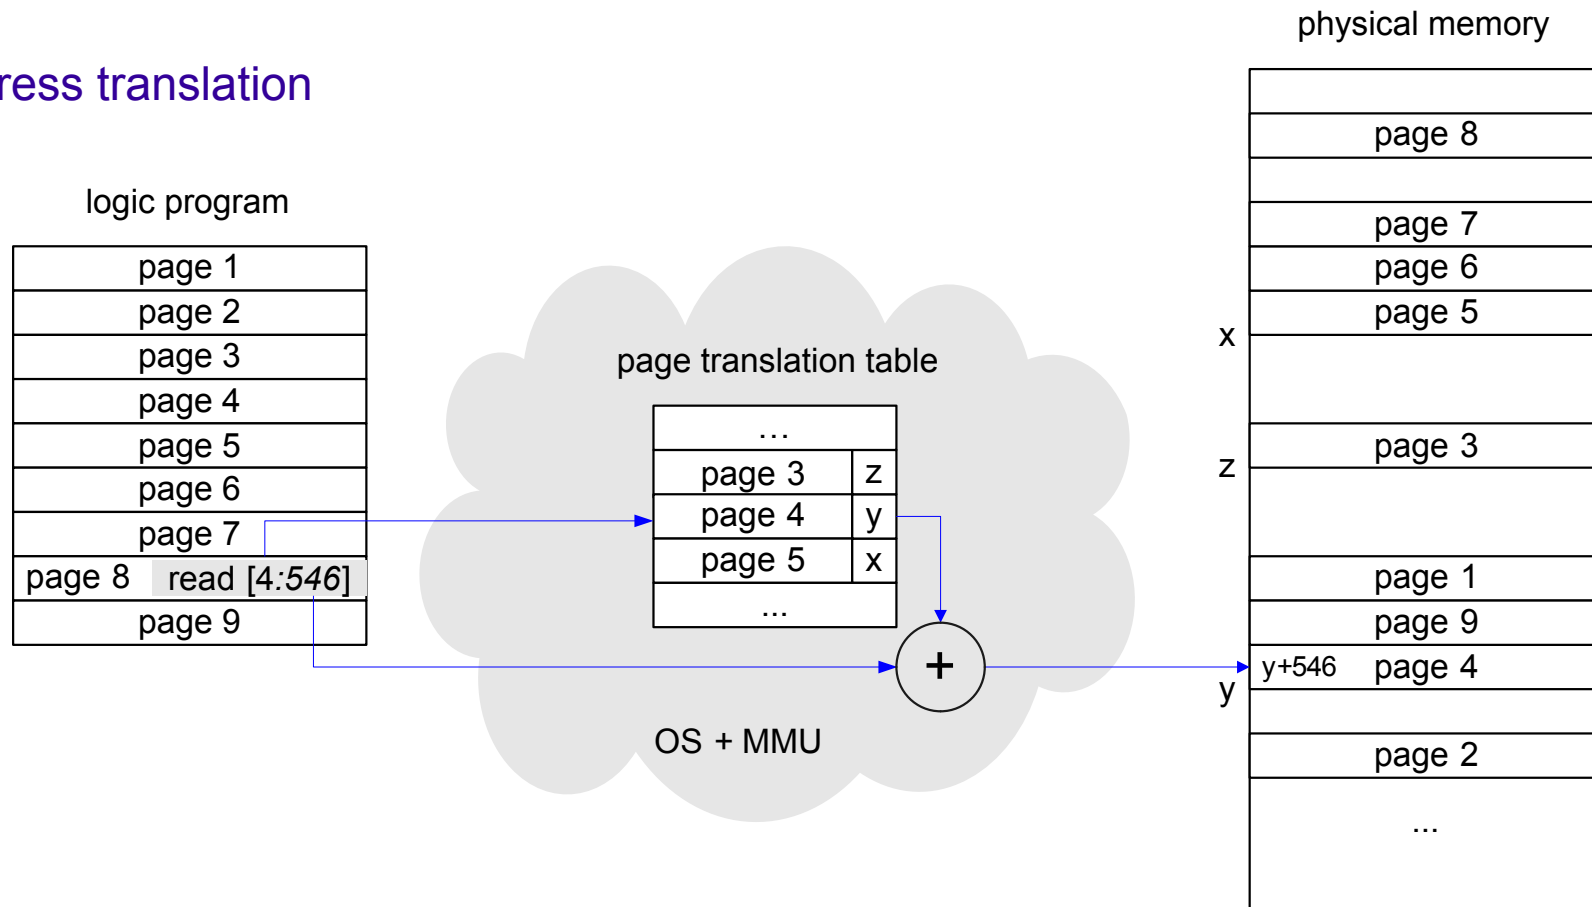 ress translation
logic program
page 1
page 2
page 3
page 4
page 5
page 6
page 7
page 8 read [4:546]
page 9
page translation table
...
page 3 z
page 4 y
page 5 x
...
+
OS + MMU
physical memory
page 8
page 7
page 6
page 5
x
page 3
z
page 1
page 9
y+546 page 4
y
page 2
...